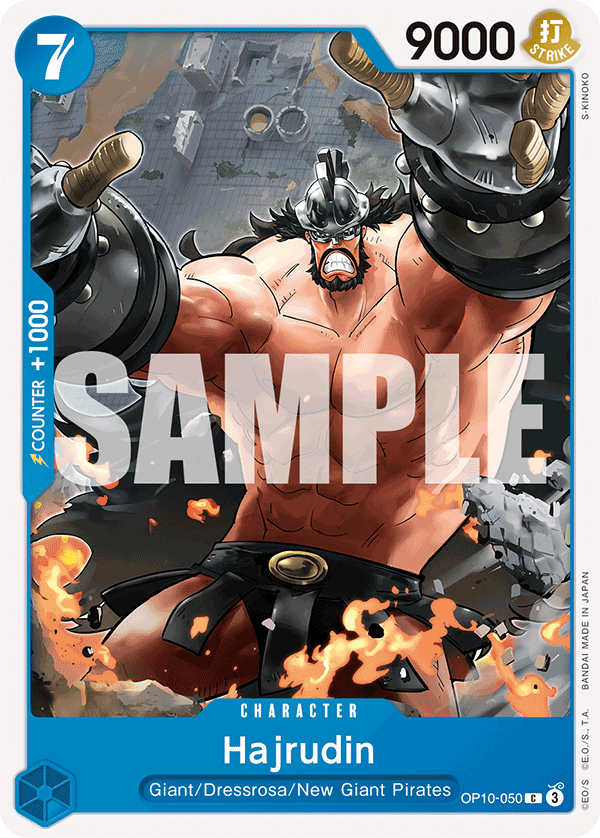 7
9000
打
STRIKE
S-KINOKO
COUNTER +1000
SAMPLE
CHARACTER
Hajrudin
Giant/Dressrosa/New Giant Pirates
OP10-050 C 3
©EO/S ©E.O./S., T.A. BANDAI MADE IN JAPAN